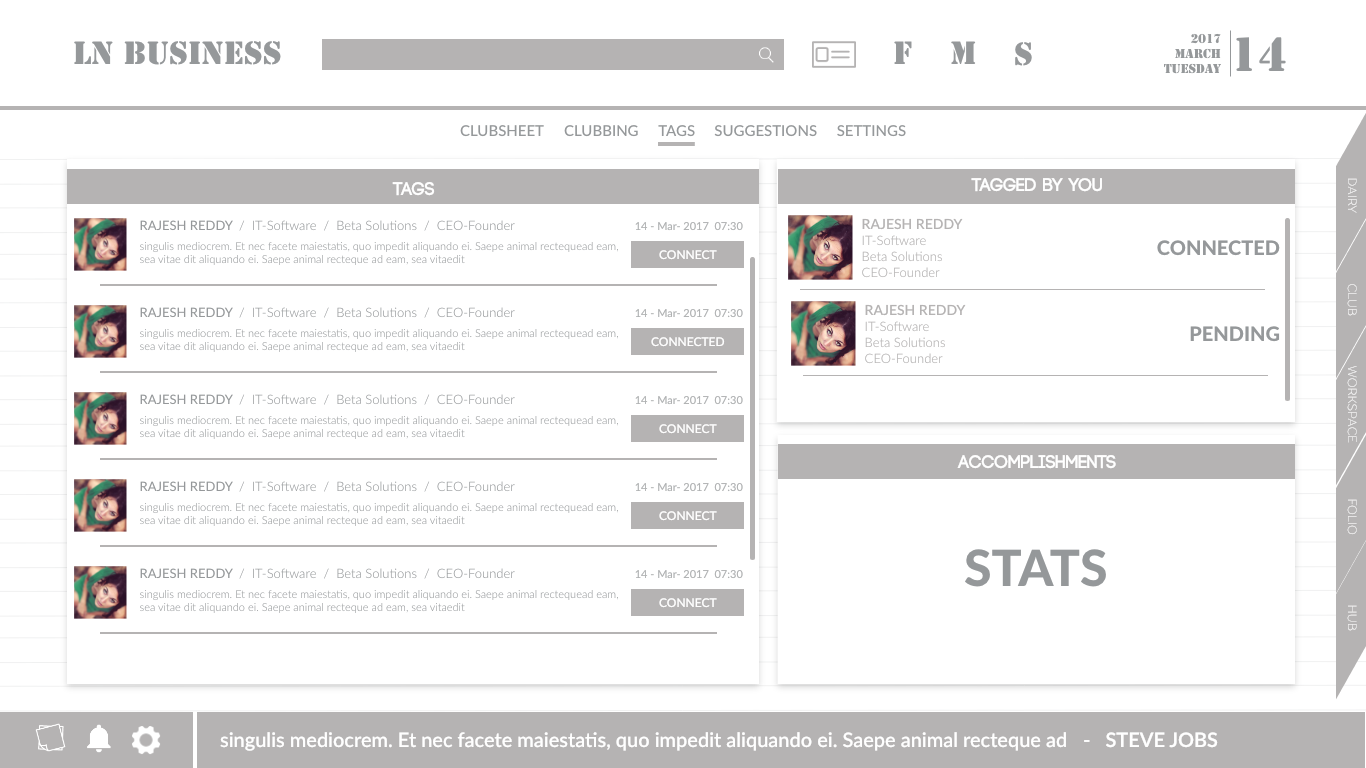 LN BUSINESS
F M S
2017
MARCH
TUESDAY
14
CLUBSHEET CLUBBING TAGS SUGGESTIONS SETTINGS
TAGS
RAJESH REDDY / IT-Software / Beta Solutions / CEO-Founder
14 - Mar- 2017 07:30
singulis mediocrem. Et nec facete maiestatis, quo impedit aliquando ei. Saepe animal rectequead eam,
sea vitae dit aliquando ei. Saepe animal recteque ad eam, sea vitaedit
CONNECT
RAJESH REDDY / IT-Software / Beta Solutions / CEO-Founder
14 - Mar- 2017 07:30
singulis mediocrem. Et nec facete maiestatis, quo impedit aliquando ei. Saepe animal rectequead eam,
sea vitae dit aliquando ei. Saepe animal recteque ad eam, sea vitaedit
CONNECTED
RAJESH REDDY / IT-Software / Beta Solutions / CEO-Founder
14 - Mar- 2017 07:30
singulis mediocrem. Et nec facete maiestatis, quo impedit aliquando ei. Saepe animal rectequead eam,
sea vitae dit aliquando ei. Saepe animal recteque ad eam, sea vitaedit
CONNECT
RAJESH REDDY / IT-Software / Beta Solutions / CEO-Founder
14 - Mar- 2017 07:30
singulis mediocrem. Et nec facete maiestatis, quo impedit aliquando ei. Saepe animal rectequead eam,
sea vitae dit aliquando ei. Saepe animal recteque ad eam, sea vitaedit
CONNECT
RAJESH REDDY / IT-Software / Beta Solutions / CEO-Founder
14 - Mar- 2017 07:30
singulis mediocrem. Et nec facete maiestatis, quo impedit aliquando ei. Saepe animal rectequead eam,
sea vitae dit aliquando ei. Saepe animal recteque ad eam, sea vitaedit
CONNECT
TAGGED BY YOU
RAJESH REDDY
IT-Software
Beta Solutions
CEO-Founder
CONNECTED
RAJESH REDDY
IT-Software
Beta Solutions
CEO-Founder
PENDING
ACCOMPLISHMENTS
STATS
DAIRY
CLUB
WORKSPACE
FOLIO
HUB
singulis mediocrem. Et nec facete maiestatis, quo impedit aliquando ei. Saepe animal recteque ad - STEVE JOBS